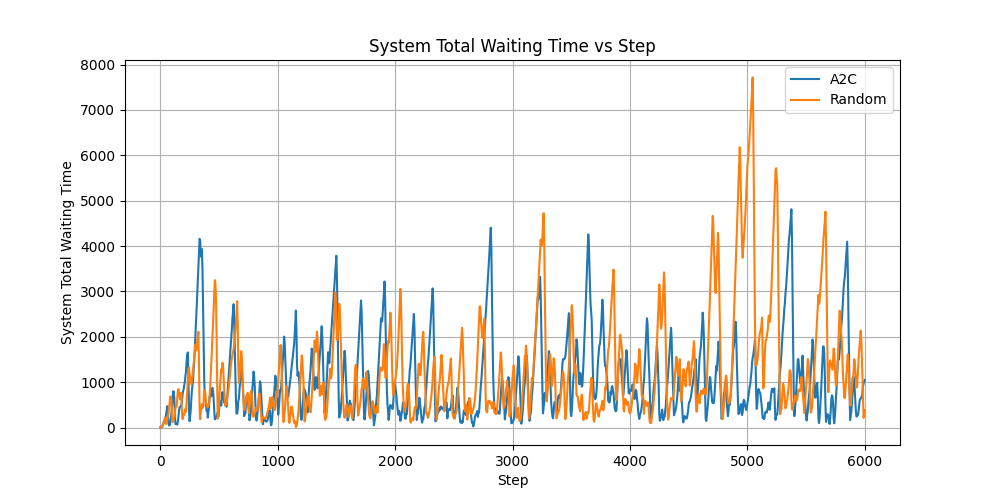 System Total Waiting Time vs Step
A2C
Random
System Total Waiting Time
8000
7000
6000
5000
4000
3000
2000
1000
0
0 1000 2000 3000 4000 5000 6000
Step